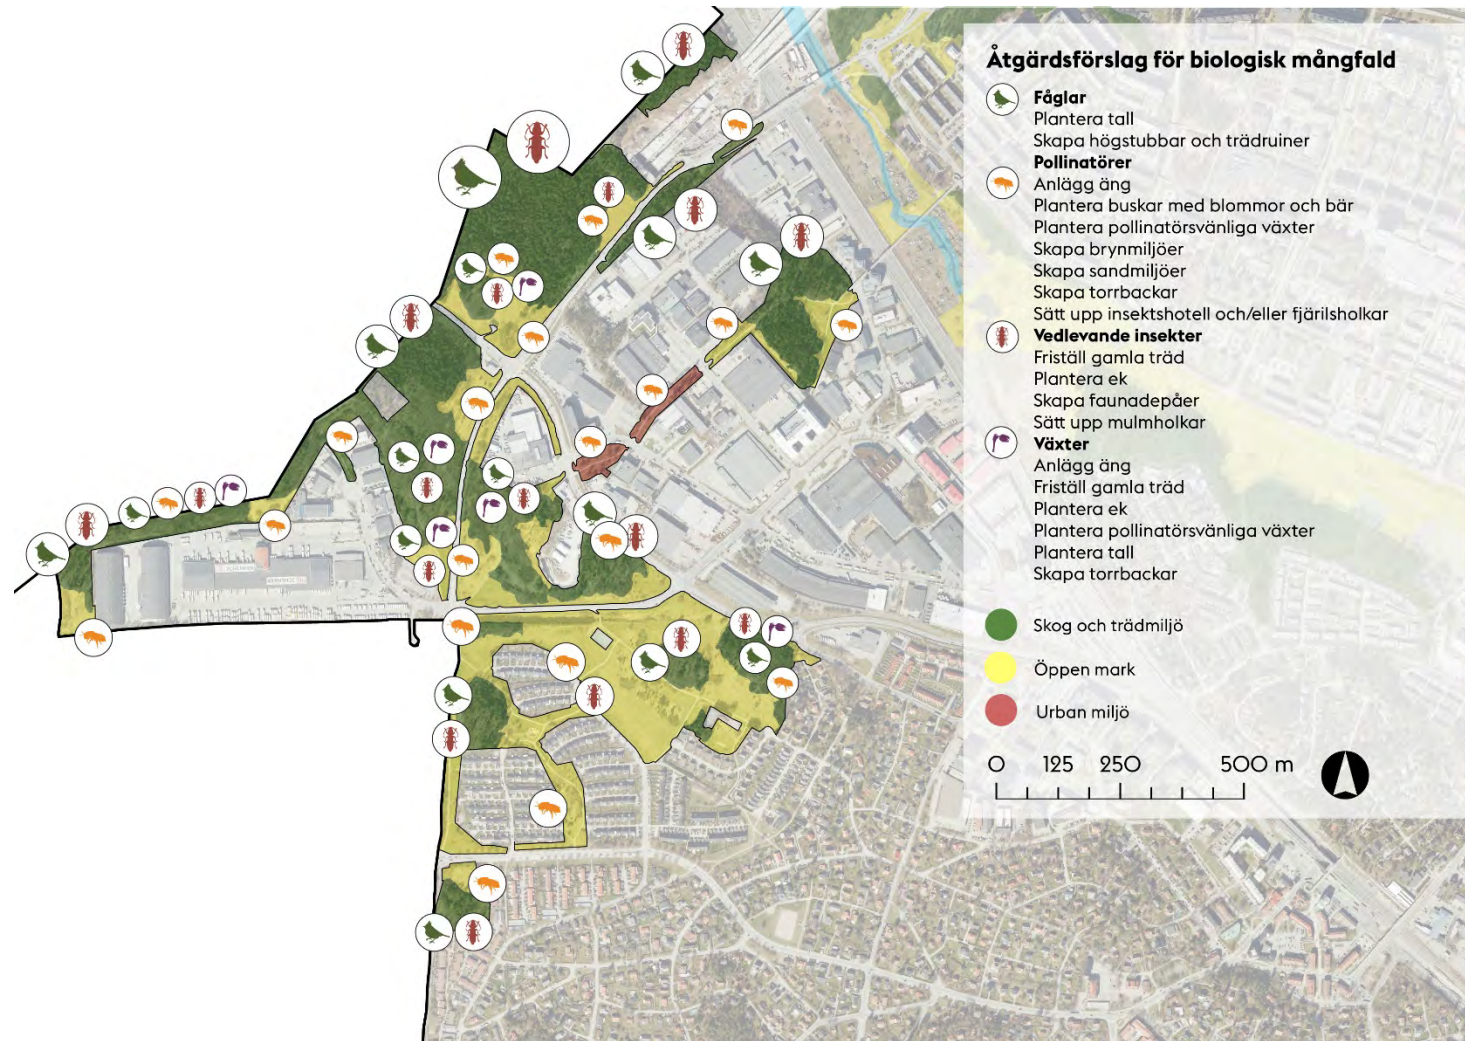 Åtgärdsförslag för biologisk mångfald
Fåglar
Plantera tall
Skapa högstubbar och trädruiner
Pollinatörer
Anlägg äng
Plantera buskar med blommor och bär
Plantera pollinatörsvänliga växter
Skapa brynmiljöer
Skapa sandmiljöer
Skapa torrbackar
Sätt upp insektshotell och/eller fjärilsholkar
Vedlevande insekter
Friställ gamla träd
Plantera ek
Skapa faunadepåer
Sätt upp mulmholkar
Växter
Anlägg äng
Friställ gamla träd
Plantera ek
Plantera pollinatörsvänliga växter
Plantera tall
Skapa torrbackar
Skog och trädmiljö
Öppen mark
Urban miljö
0 125 250 500 m